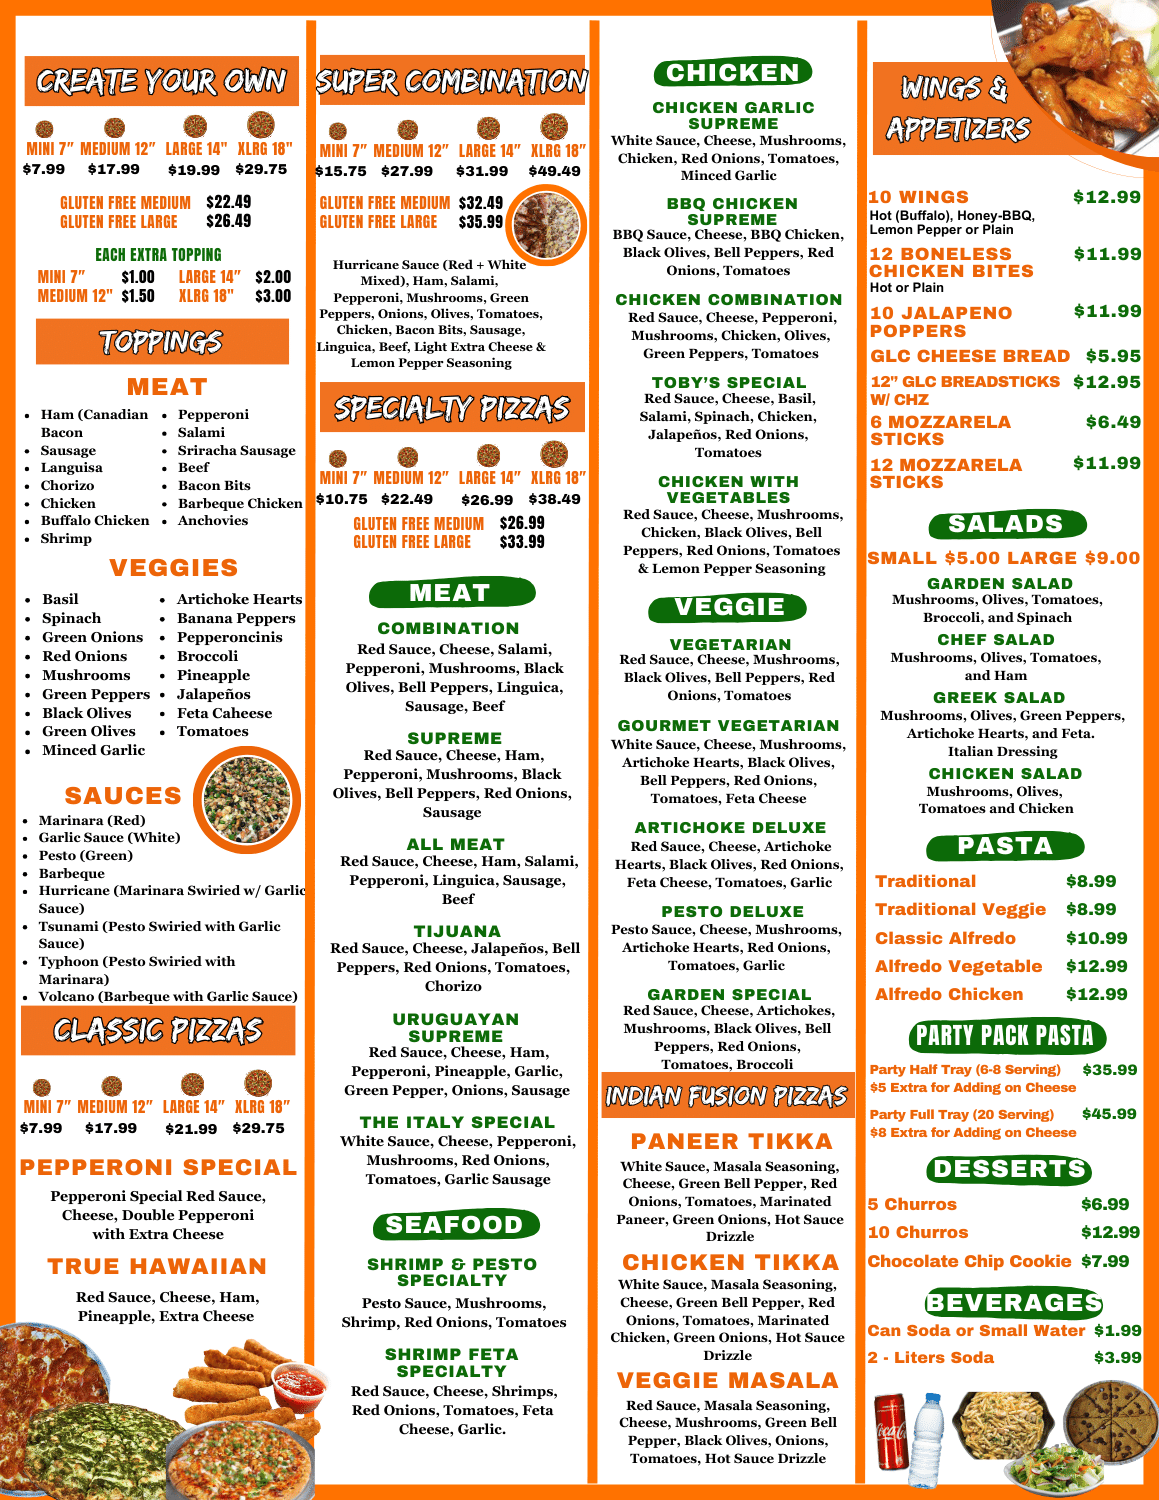 CREATE YOUR OWN
MINI 7" MEDIUM 12" LARGE 14" XLRG 18"
$7.99 $17.99 $19.99 $29.75
GLUTEN FREE MEDIUM $22.49
GLUTEN FREE LARGE $26.49
EACH EXTRA TOPPING
MINI 7" $1.00 LARGE 14" $2.00
MEDIUM 12" $1.50 XLRG 18" $3.00
TOPPINGS
MEAT
• Ham (Canadian
Bacon
• Sausage
• Languisa
• Chorizo
• Chicken
• Buffalo Chicken
• Shrimp
• Pepperoni
• Salami
• Sriracha Sausage
• Beef
• Bacon Bits
• Barbeque Chicken
• Anchovies
VEGGIES
• Basil
• Spinach
• Green Onions
• Red Onions
• Mushrooms
• Green Peppers
• Black Olives
• Green Olives
• Minced Garlic
• Artichoke Hearts
• Banana Peppers
• Pepperoncinis
• Broccoli
• Pineapple
• Jalapeños
• Feta Caheese
• Tomatoes
SAUCES
• Marinara (Red)
• Garlic Sauce (White)
• Pesto (Green)
• Barbeque
• Hurricane (Marinara Swiried w/ Garlic
Sauce)
• Tsunami (Pesto Swiried with Garlic
Sauce)
• Typhoon (Pesto Swiried with
Marinara)
• Volcano (Barbeque with Garlic Sauce)
CLASSIC PIZZAS
MINI 7" MEDIUM 12" LARGE 14" XLRG 18"
$7.99 $17.99 $21.99 $29.75
PEPPERONI SPECIAL
Pepperoni Special Red Sauce,
Cheese, Double Pepperoni
with Extra Cheese
TRUE HAWAIIAN
Red Sauce, Cheese, Ham,
Pineapple, Extra Cheese
SUPER COMBINATION
MINI 7" MEDIUM 12" LARGE 14" XLRG 18"
$15.75 $27.99 $31.99 $49.49
GLUTEN FREE MEDIUM $32.49
GLUTEN FREE LARGE $35.99
Hurricane Sauce (Red + White
Mixed), Ham, Salami,
Pepperoni, Mushrooms, Green
Peppers, Onions, Olives, Tomatoes,
Chicken, Bacon Bits, Sausage,
Linguica, Beef, Light Extra Cheese &
Lemon Pepper Seasoning
SPECIALTY PIZZAS
MINI 7" MEDIUM 12" LARGE 14" XLRG 18"
$10.75 $22.49 $26.99 $38.49
GLUTEN FREE MEDIUM $26.99
GLUTEN FREE LARGE $33.99
MEAT
COMBINATION
Red Sauce, Cheese, Salami,
Pepperoni, Mushrooms, Black
Olives, Bell Peppers, Linguica,
Sausage, Beef
SUPREME
Red Sauce, Cheese, Ham,
Pepperoni, Mushrooms, Black
Olives, Bell Peppers, Red Onions,
Sausage
ALL MEAT
Red Sauce, Cheese, Ham, Salami,
Pepperoni, Linguica, Sausage,
Beef
TIJUANA
Red Sauce, Cheese, Jalapeños, Bell
Peppers, Red Onions, Tomatoes,
Chorizo
URUGUAYAN
SUPREME
Red Sauce, Cheese, Ham,
Pepperoni, Pineapple, Garlic,
Green Pepper, Onions, Sausage
THE ITALY SPECIAL
White Sauce, Cheese, Pepperoni,
Mushrooms, Red Onions,
Tomatoes, Garlic Sausage
SEAFOOD
SHRIMP & PESTO
SPECIALTY
Pesto Sauce, Mushrooms,
Shrimp, Red Onions, Tomatoes
SHRIMP FETA
SPECIALTY
Red Sauce, Cheese, Shrimps,
Red Onions, Tomatoes, Feta
Cheese, Garlic.
CHICKEN
CHICKEN GARLIC
SUPREME
White Sauce, Cheese, Mushrooms,
Chicken, Red Onions, Tomatoes,
Minced Garlic
BBQ CHICKEN
SUPREME
BBQ Sauce, Cheese, BBQ Chicken,
Black Olives, Bell Peppers, Red
Onions, Tomatoes
CHICKEN COMBINATION
Red Sauce, Cheese, Pepperoni,
Mushrooms, Chicken, Olives,
Green Peppers, Tomatoes
TOBY'S SPECIAL
Red Sauce, Cheese, Basil,
Salami, Spinach, Chicken,
Jalapeños, Red Onions,
Tomatoes
CHICKEN WITH
VEGETABLES
Red Sauce, Cheese, Mushrooms,
Chicken, Black Olives, Bell
Peppers, Red Onions, Tomatoes
& Lemon Pepper Seasoning
VEGGIE
VEGETARIAN
Red Sauce, Cheese, Mushrooms,
Black Olives, Bell Peppers, Red
Onions, Tomatoes
GOURMET VEGETARIAN
White Sauce, Cheese, Mushrooms,
Artichoke Hearts, Black Olives,
Bell Peppers, Red Onions,
Tomatoes, Feta Cheese
ARTICHOKE DELUXE
Red Sauce, Cheese, Artichoke
Hearts, Black Olives, Red Onions,
Feta Cheese, Tomatoes, Garlic
PESTO DELUXE
Pesto Sauce, Cheese, Mushrooms,
Artichoke Hearts, Red Onions,
Tomatoes, Garlic
GARDEN SPECIAL
Red Sauce, Cheese, Artichokes,
Mushrooms, Black Olives, Bell
Peppers, Red Onions,
Tomatoes, Broccoli
INDIAN FUSION PIZZAS
PANEER TIKKA
White Sauce, Masala Seasoning,
Cheese, Green Bell Pepper, Red
Onions, Tomatoes, Marinated
Paneer, Green Onions, Hot Sauce
Drizzle
CHICKEN TIKKA
White Sauce, Masala Seasoning,
Cheese, Green Bell Pepper, Red
Onions, Tomatoes, Marinated
Chicken, Green Onions, Hot Sauce
Drizzle
VEGGIE MASALA
Red Sauce, Masala Seasoning,
Cheese, Mushrooms, Green Bell
Pepper, Black Olives, Onions,
Tomatoes, Hot Sauce Drizzle
WINGS &
APPETIZERS
10 WINGS $12.99
Hot (Buffalo), Honey-BBQ,
Lemon Pepper or Plain
12 BONELESS $11.99
CHICKEN BITES
Hot or Plain
10 JALAPENO $11.99
POPPERS
GLC CHEESE BREAD $5.95
12" GLC BREADSTICKS $12.95
W/ CHZ
6 MOZZARELA $6.49
STICKS
12 MOZZARELA $11.99
STICKS
SALADS
SMALL $5.00 LARGE $9.00
GARDEN SALAD
Mushrooms, Olives, Tomatoes,
Broccoli, and Spinach
CHEF SALAD
Mushrooms, Olives, Tomatoes,
and Ham
GREEK SALAD
Mushrooms, Olives, Green Peppers,
Artichoke Hearts, and Feta.
Italian Dressing
CHICKEN SALAD
Mushrooms, Olives,
Tomatoes and Chicken
PASTA
Traditional $8.99
Traditional Veggie $8.99
Classic Alfredo $10.99
Alfredo Vegetable $12.99
Alfredo Chicken $12.99
PARTY PACK PASTA
Party Half Tray (6-8 Serving) $35.99
$5 Extra for Adding on Cheese
Party Full Tray (20 Serving) $45.99
$8 Extra for Adding on Cheese
DESSERTS
5 Churros $6.99
10 Churros $12.99
Chocolate Chip Cookie $7.99
BEVERAGES
Can Soda or Small Water $1.99
2 - Liters Soda $3.99